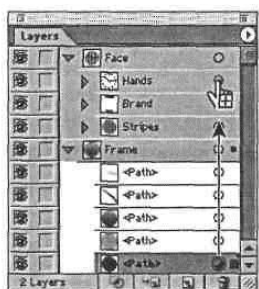 Layers
Face
Hands
Brand
Stripes
Frame
<Path>
<Path>
<Path>
<Path>
<Path>
2 Layers